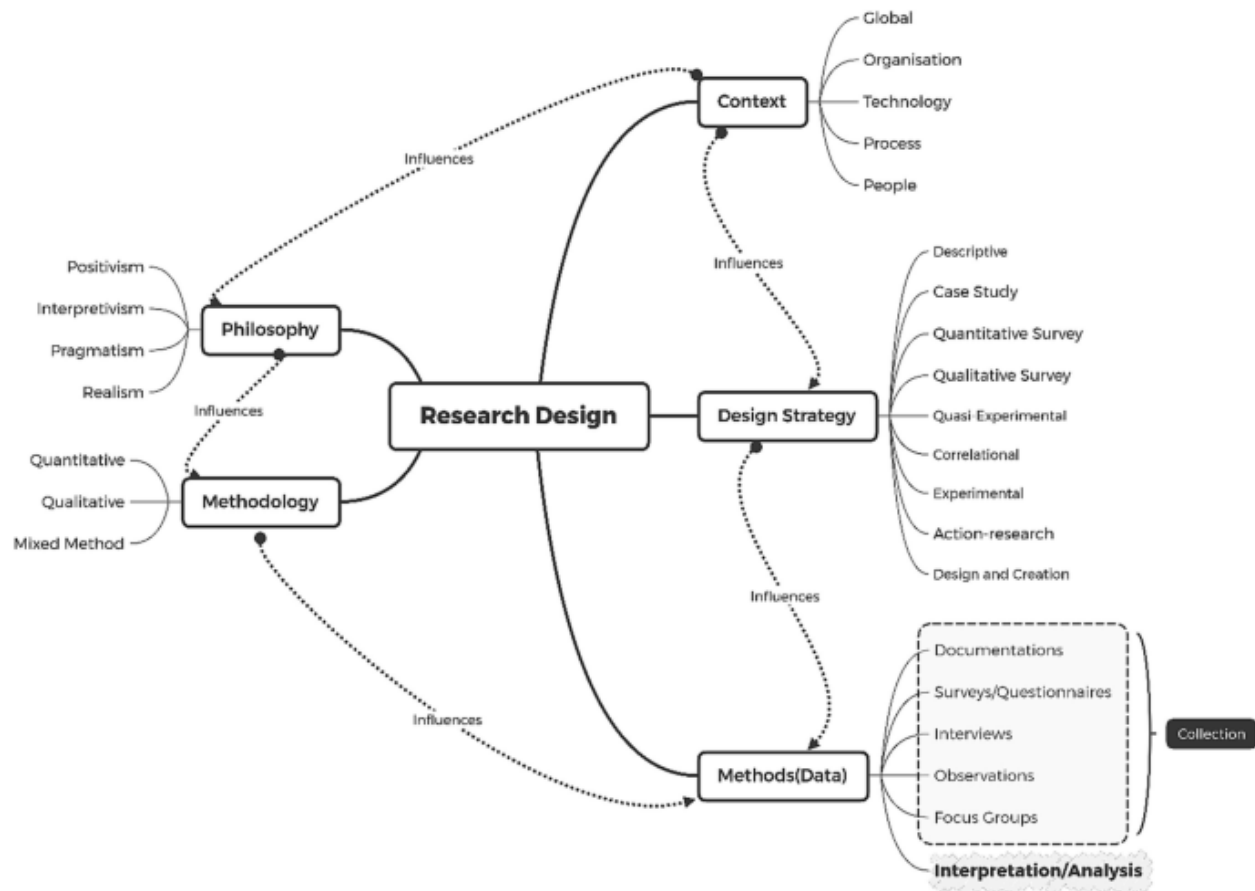 Global
Organisation
Context
Technology
Process
People
Influences
Influences
Positivism
Interpretivism
Philosophy
Pragmatism
Realism
Influences
Quantitative
Qualitative
Methodology
Mixed Method
Research Design
Design Strategy
Descriptive
Case Study
Quantitative Survey
Qualitative Survey
Quasi-Experimental
Correlational
Experimental
Action-research
Design and Creation
Influences
Influences
Methods(Data)
Documentations
Surveys/Questionnaires
Interviews
Observations
Focus Groups
Collection
Interpretation/Analysis